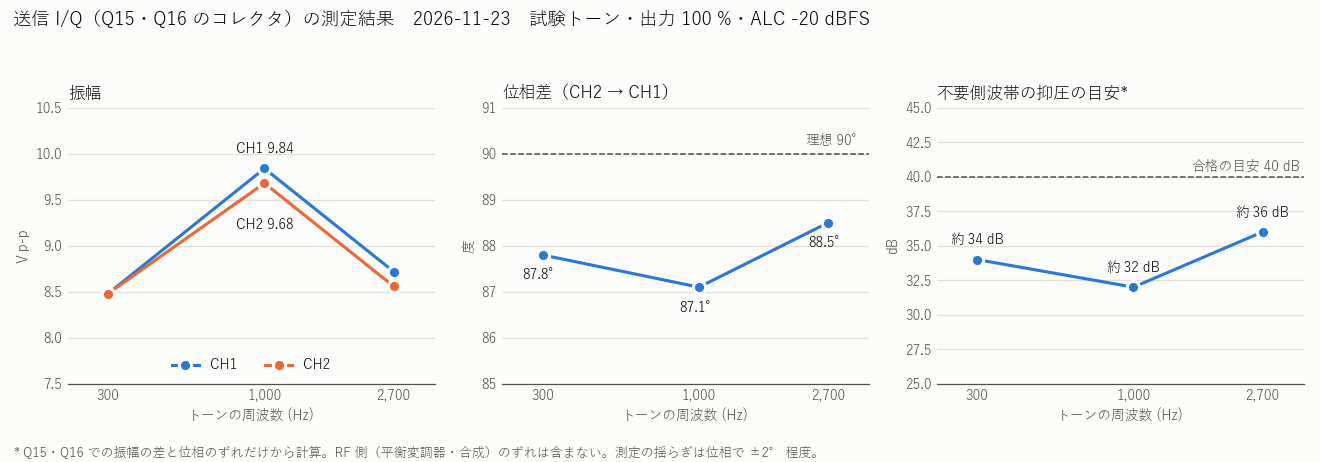 送信 I/Q（Q15・Q16 のコレクタ）の測定結果　2026-11-23　試験トーン・出力 100 %・ALC -20 dBFS
振幅
10.5
10.0
9.5
9.0
8.5
8.0
7.5
V p-p
CH1 9.84
CH2 9.68
CH1
CH2
300
1,000
2,700
トーンの周波数 (Hz)
位相差（CH2 → CH1）
91
90
89
88
87
86
85
度
理想 90°
87.8°
87.1°
88.5°
300
1,000
2,700
トーンの周波数 (Hz)
不要側波帯の抑圧の目安*
45.0
42.5
40.0
37.5
35.0
32.5
30.0
27.5
25.0
dB
合格の目安 40 dB
約 34 dB
約 32 dB
約 36 dB
300
1,000
2,700
トーンの周波数 (Hz)
* Q15・Q16 での振幅の差と位相のずれだけから計算。RF 側（平衡変調器・合成）のずれは含まない。測定の揺らぎは位相で ±2° 程度。